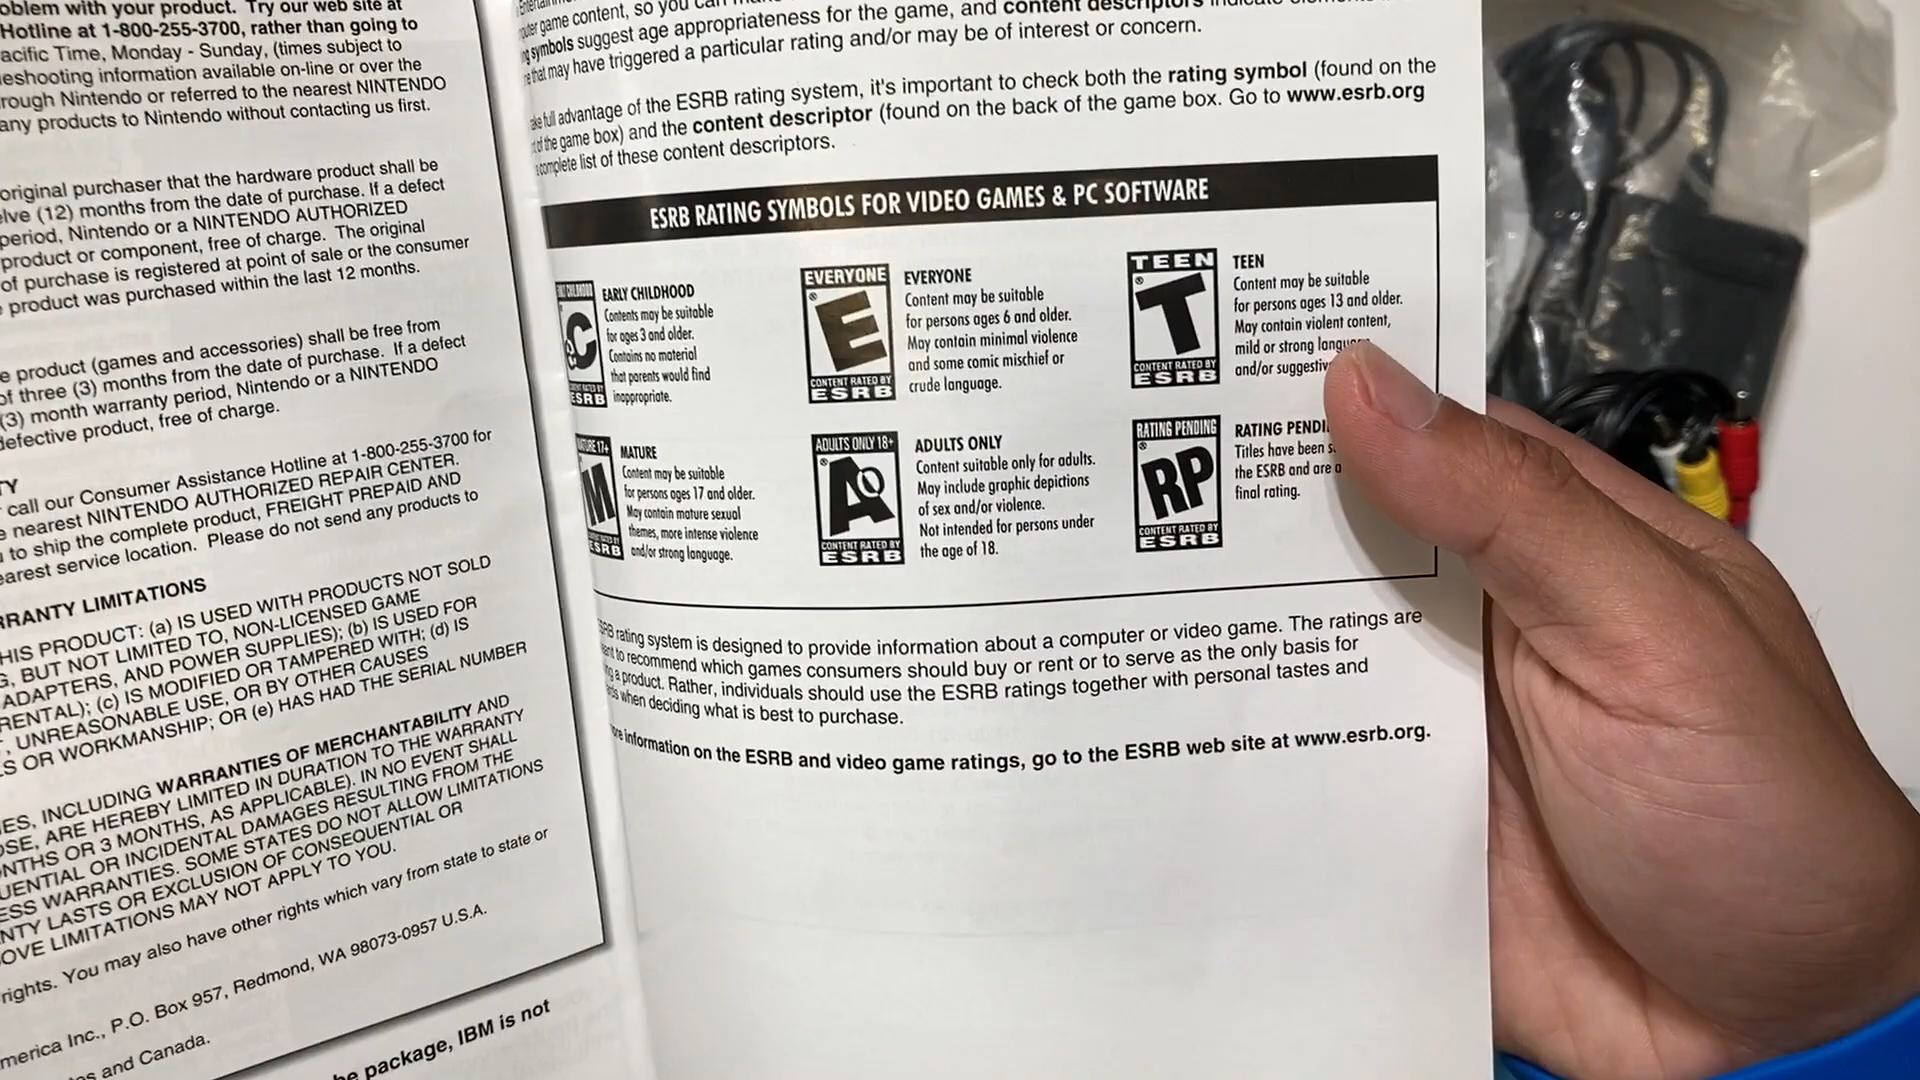 oblem with your product. Try our web site at
Hotline at 1-800-255-3700, rather than going to
acific Time, Monday - Sunday, (times subject to
eshooting information available on-line or over the
rough Nintendo or referred to the nearest NINTENDO
any products to Nintendo without contacting us first.
original purchaser that the hardware product shall be
elve (12) months from the date of purchase. If a defect
period, Nintendo or a NINTENDO AUTHORIZED
product or component, free of charge. The original
of purchase is registered at point of sale or the consumer
product was purchased within the last 12 months.
e product (games and accessories) shall be free from
of three (3) months from the date of purchase. If a defect
(3) month warranty period, Nintendo or a NINTENDO
defective product, free of charge.
TY
call our Consumer Assistance Hotline at 1-800-255-3700 for
e nearest NINTENDO AUTHORIZED REPAIR CENTER.
to ship the complete product, FREIGHT PREPAID AND
earest service location. Please do not send any products to
RRANTY LIMITATIONS
HIS PRODUCT: (a) IS USED WITH PRODUCTS NOT SOLD
G, BUT NOT LIMITED TO, NON-LICENSED GAME
ADAPTERS, AND POWER SUPPLIES); (b) IS USED FOR
RENTAL); (c) IS MODIFIED OR TAMPERED WITH; (d) IS
, UNREASONABLE USE, OR BY OTHER CAUSES
LS OR WORKMANSHIP; OR (e) HAS HAD THE SERIAL NUMBER
IES, INCLUDING WARRANTIES OF MERCHANTABILITY AND
OSE, ARE HEREBY LIMITED IN DURATION TO THE WARRANTY
NTHS OR 3 MONTHS, AS APPLICABLE). IN NO EVENT SHALL
UENTIAL OR INCIDENTAL DAMAGES RESULTING FROM THE
ESS WARRANTIES. SOME STATES DO NOT ALLOW LIMITATIONS
NTY LASTS OR EXCLUSION OF CONSEQUENTIAL OR
OVE LIMITATIONS MAY NOT APPLY TO YOU.
rights. You may also have other rights which vary from state to state or
merica Inc., P.O. Box 957, Redmond, WA 98073-0957 U.S.A.
es and Canada.
he package, IBM is not
game content, so you can
ng symbols suggest age appropriateness for the game, and content descriptors indicate
e that may have triggered a particular rating and/or may be of interest or concern.
ake full advantage of the ESRB rating system, it's important to check both the rating symbol (found on the
t of the game box) and the content descriptor (found on the back of the game box. Go to www.esrb.org
complete list of these content descriptors.
ESRB RATING SYMBOLS FOR VIDEO GAMES & PC SOFTWARE
C
ESRB
EARLY CHILDHOOD
Contents may be suitable
for ages 3 and older.
Contains no material
that parents would find
inappropriate.
EVERYONE
E
CONTENT RATED BY
ESRB
EVERYONE
Content may be suitable
for persons ages 6 and older.
May contain minimal violence
and some comic mischief or
crude language.
TEEN
T
CONTENT RATED BY
ESRB
TEEN
Content may be suitable
for persons ages 13 and older.
May contain violent content,
mild or strong langua
and/or suggestiv
MATURE 17+
M
ESRB
MATURE
Content may be suitable
for persons ages 17 and older.
May contain mature sexual
themes, more intense violence
and/or strong language.
ADULTS ONLY 18+
AO
CONTENT RATED BY
ESRB
ADULTS ONLY
Content suitable only for adults.
May include graphic depictions
of sex and/or violence.
Not intended for persons under
the age of 18.
RATING PENDING
RP
CONTENT RATED BY
ESRB
RATING PENDI
Titles have been s
the ESRB and are a
final rating.
SRB rating system is designed to provide information about a computer or video game. The ratings are
ant to recommend which games consumers should buy or rent or to serve as the only basis for
ng a product. Rather, individuals should use the ESRB ratings together with personal tastes and
ds when deciding what is best to purchase.
ore information on the ESRB and video game ratings, go to the ESRB web site at www.esrb.org.